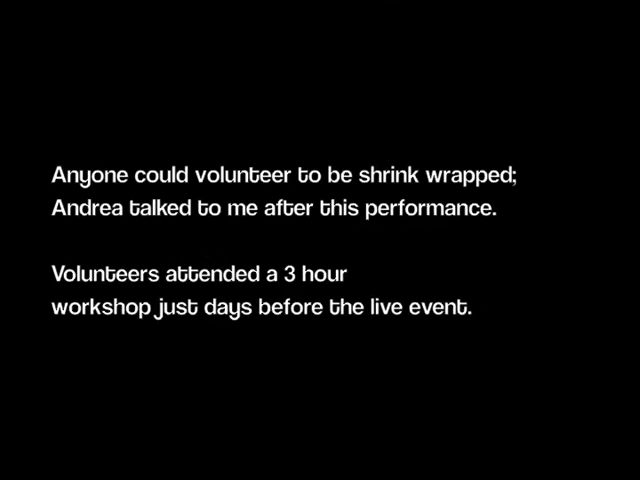 Anyone could volunteer to be shrink wrapped;
Andrea talked to me after this performance.
Volunteers attended a 3 hour
workshop just days before the live event.